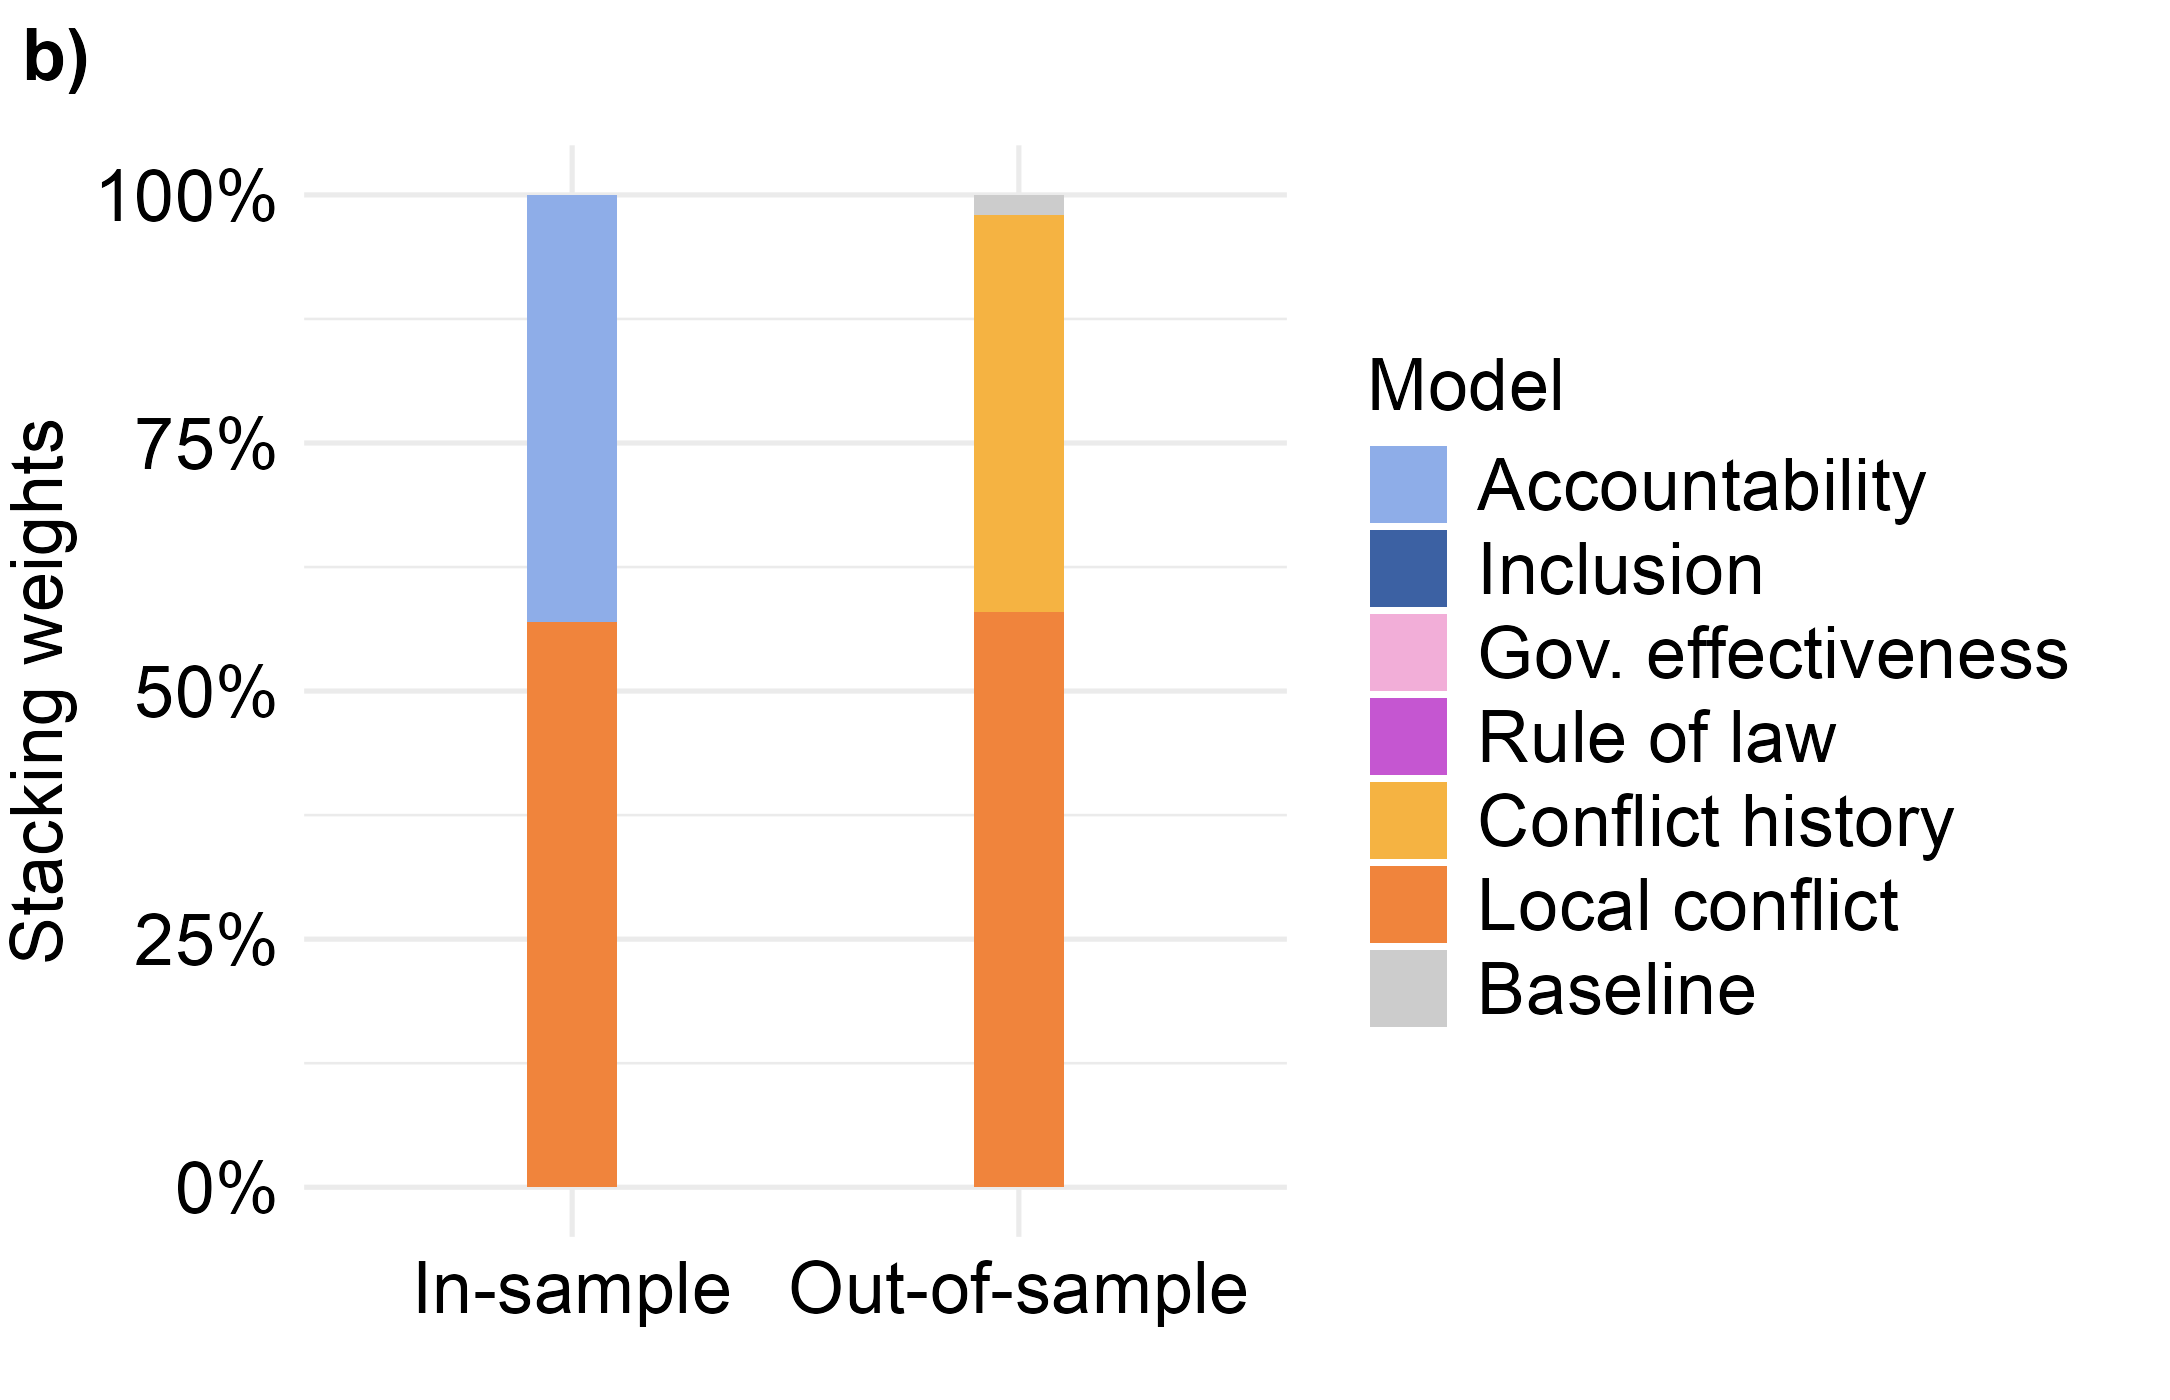 b)
Stacking weights
100%
75%
50%
25%
0%
In-sample
Out-of-sample
Model
Accountability
Inclusion
Gov. effectiveness
Rule of law
Conflict history
Local conflict
Baseline